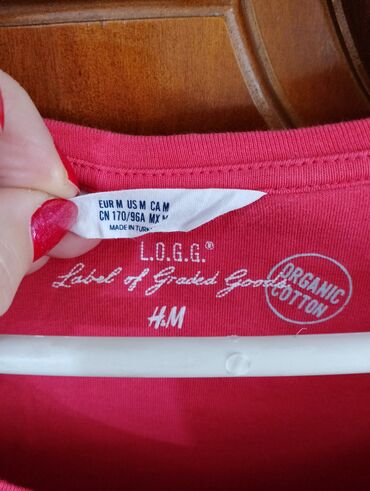 EUR M US M CA M
CN 170/96A MX M
MADE IN TURK
L.O.G.G.®
Label of Graded Goods
ORGANIC
COTTON
H&M